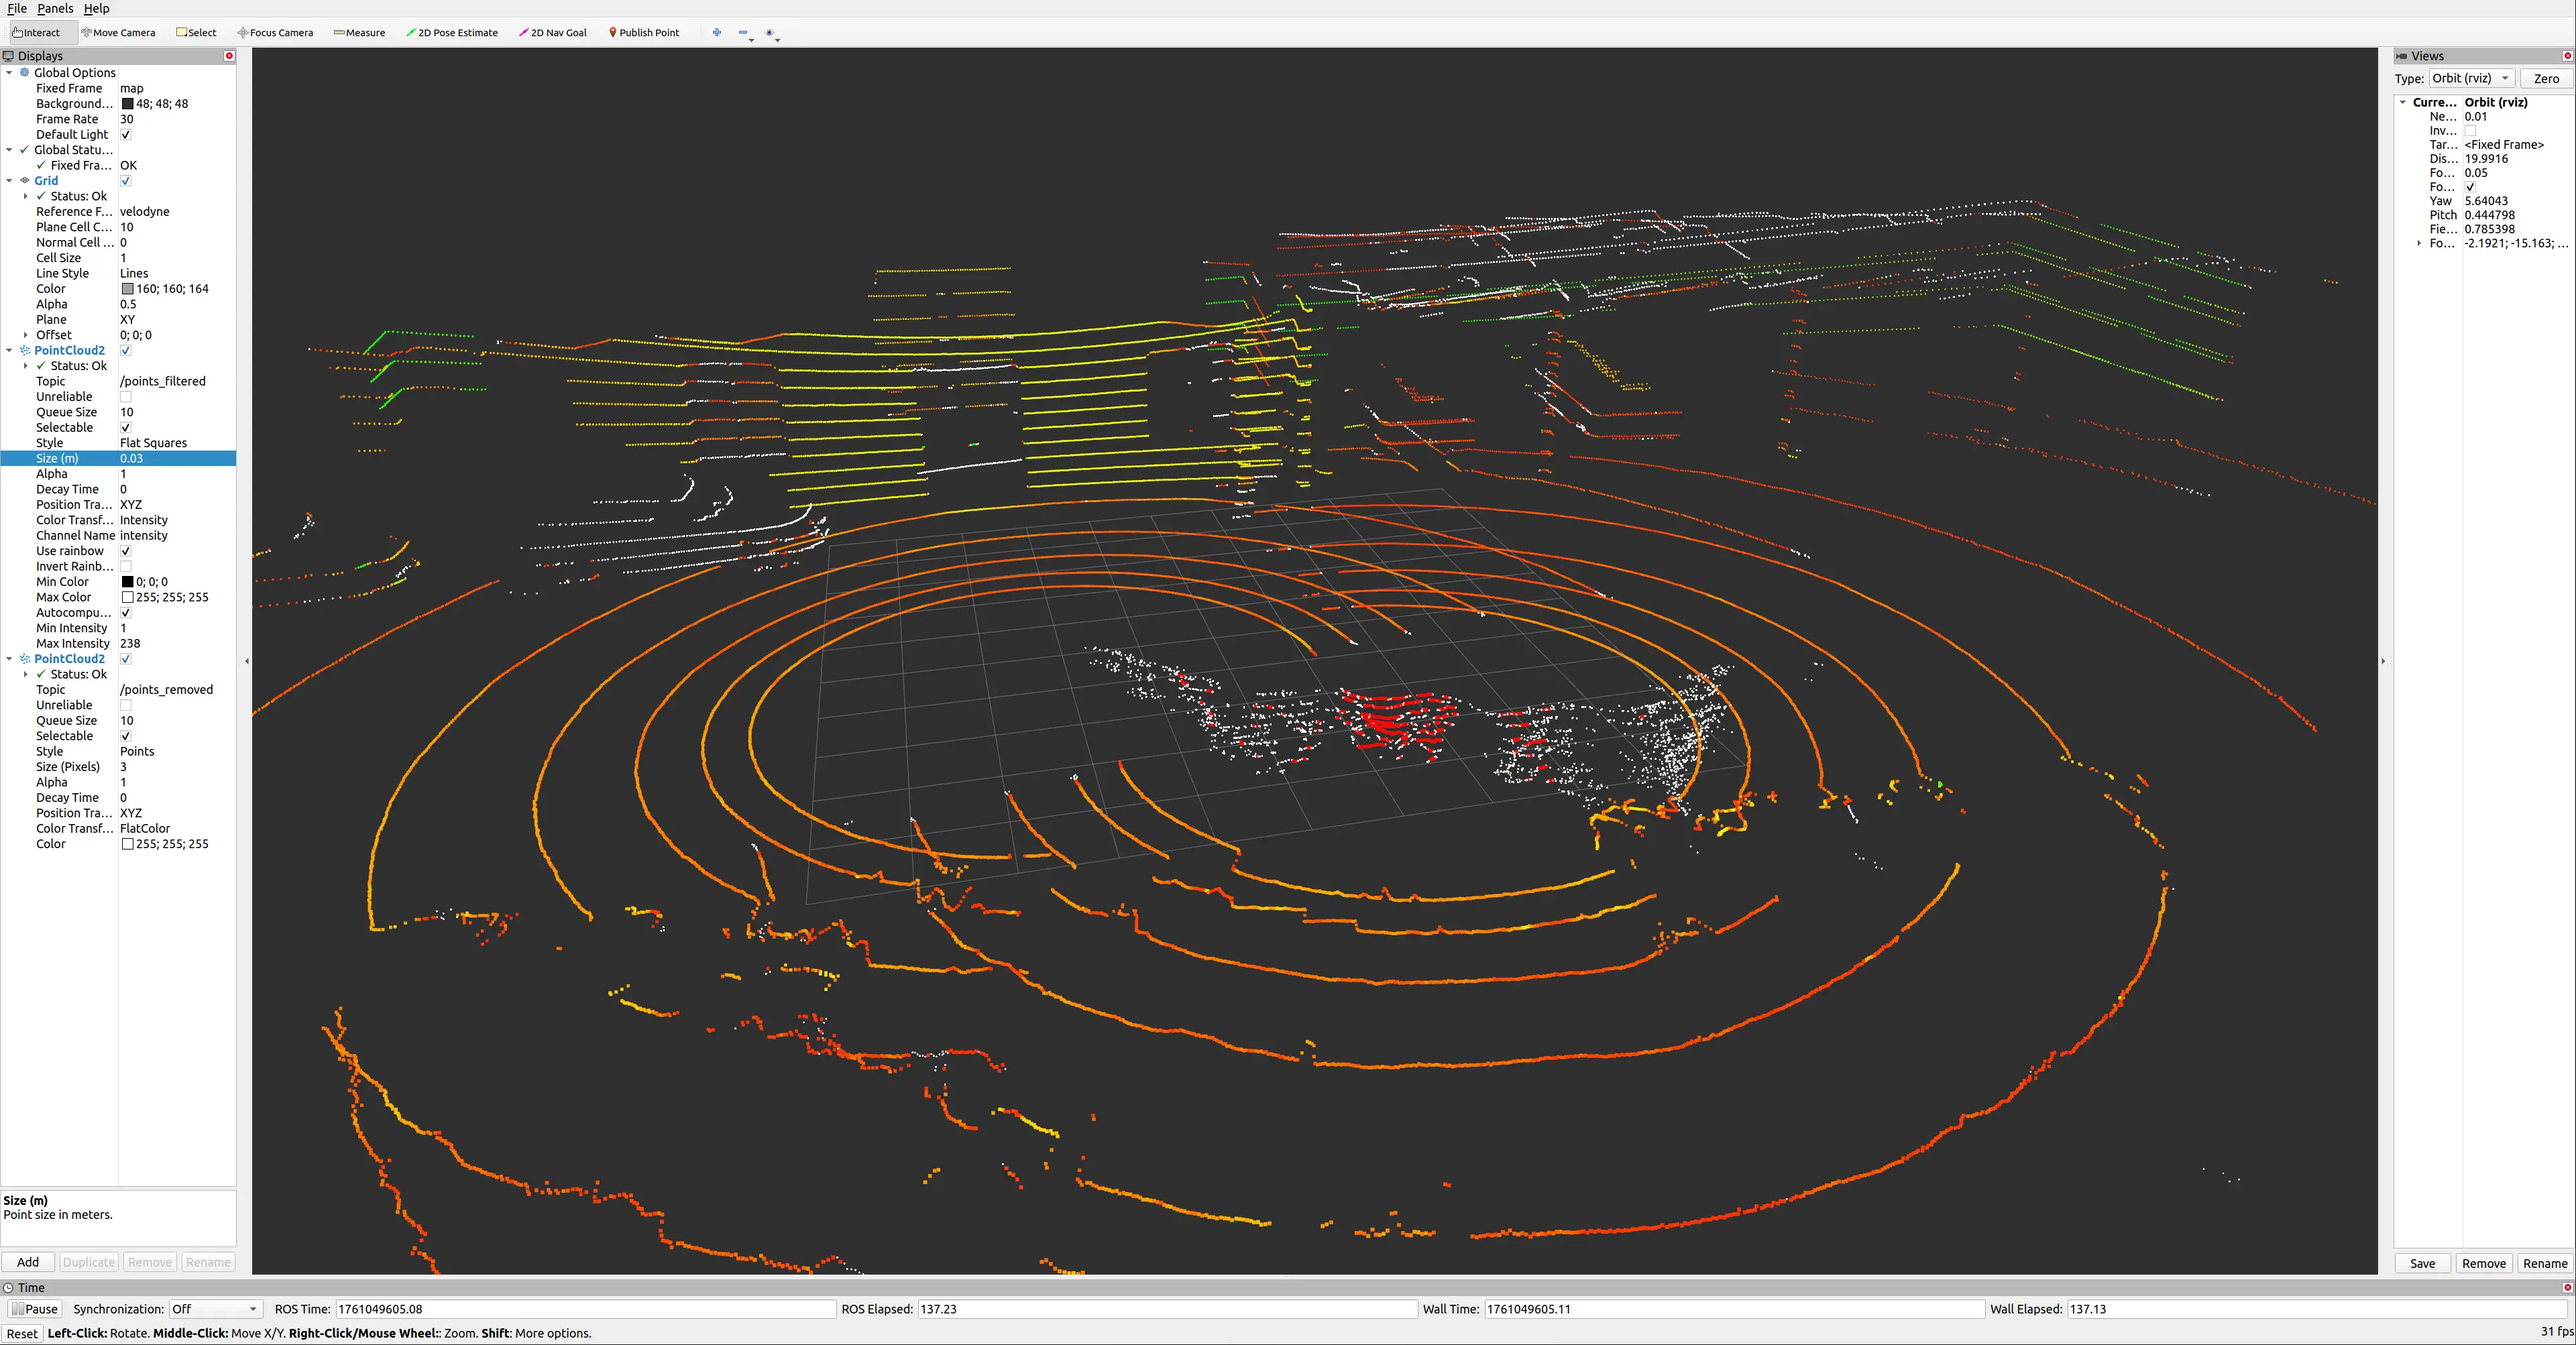 File Panels Help
Interact Move Camera Select Focus Camera Measure 2D Pose Estimate 2D Nav Goal Publish Point
Displays
Global Options
Fixed Frame map
Background... 48; 48; 48
Frame Rate 30
Default Light
Global Statu...
Fixed Fra... OK
Grid
Status: Ok
Reference F... velodyne
Plane Cell C... 10
Normal Cell ... 0
Cell Size 1
Line Style Lines
Color 160; 160; 164
Alpha 0.5
Plane XY
Offset 0; 0; 0
PointCloud2
Status: Ok
Topic /points_filtered
Unreliable
Queue Size 10
Selectable
Style Flat Squares
Size (m) 0.03
Alpha 1
Decay Time 0
Position Tra... XYZ
Color Transf... Intensity
Channel Name intensity
Use rainbow
Invert Rainb...
Min Color 0; 0; 0
Max Color 255; 255; 255
Autocompu...
Min Intensity 1
Max Intensity 238
PointCloud2
Status: Ok
Topic /points_removed
Unreliable
Queue Size 10
Selectable
Style Points
Size (Pixels) 3
Alpha 1
Decay Time 0
Position Tra... XYZ
Color Transf... FlatColor
Color 255; 255; 255
Size (m)
Point size in meters.
Add Duplicate Remove Rename
Views
Type: Orbit (rviz) Zero
Curre... Orbit (rviz)
Ne... 0.01
Inv...
Tar... <Fixed Frame>
Dis... 19.9916
Fo... 0.05
Fo...
Yaw 5.64043
Pitch 0.444798
Fie... 0.785398
Fo... -2.1921; -15.163; ...
Save Remove Rename
Time
Pause Synchronization: Off ROS Time: 1761049605.08 ROS Elapsed: 137.23 Wall Time: 1761049605.11 Wall Elapsed: 137.13
Reset Left-Click: Rotate. Middle-Click: Move X/Y. Right-Click/Mouse Wheel:: Zoom. Shift: More options. 31 fps